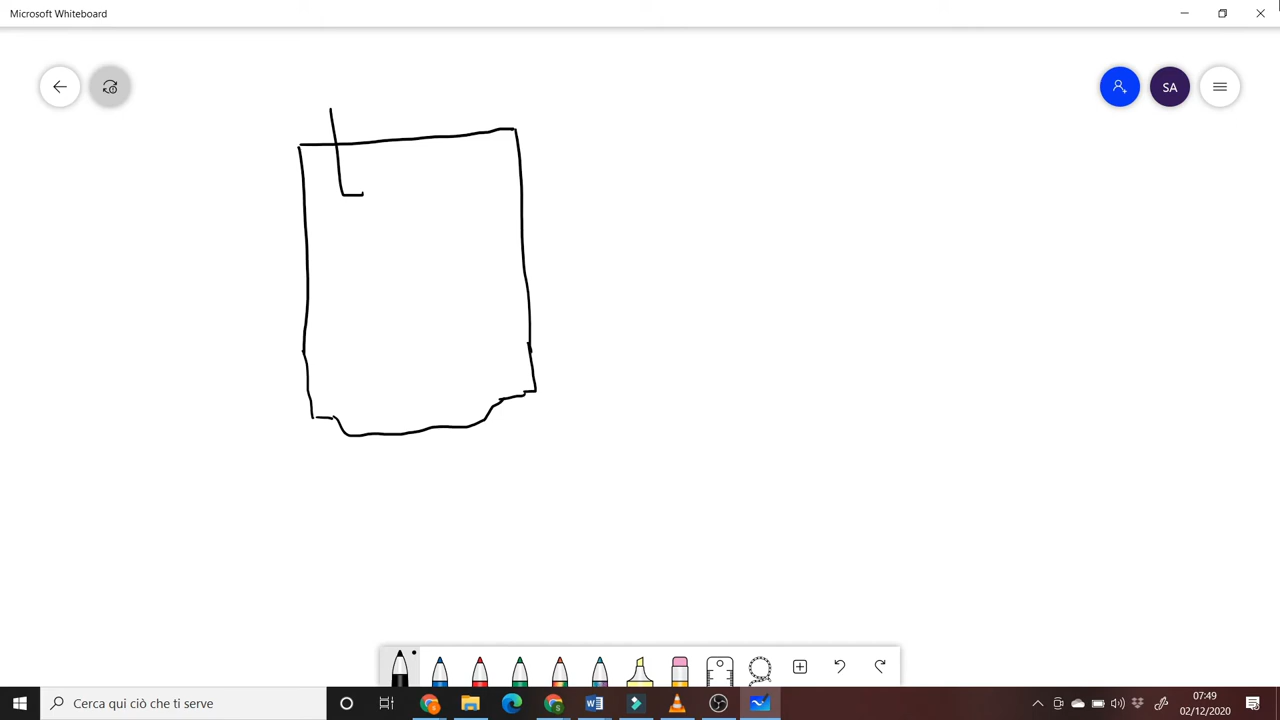 Microsoft Whiteboard
SA
Cerca qui ciò che ti serve
07:49
02/12/2020